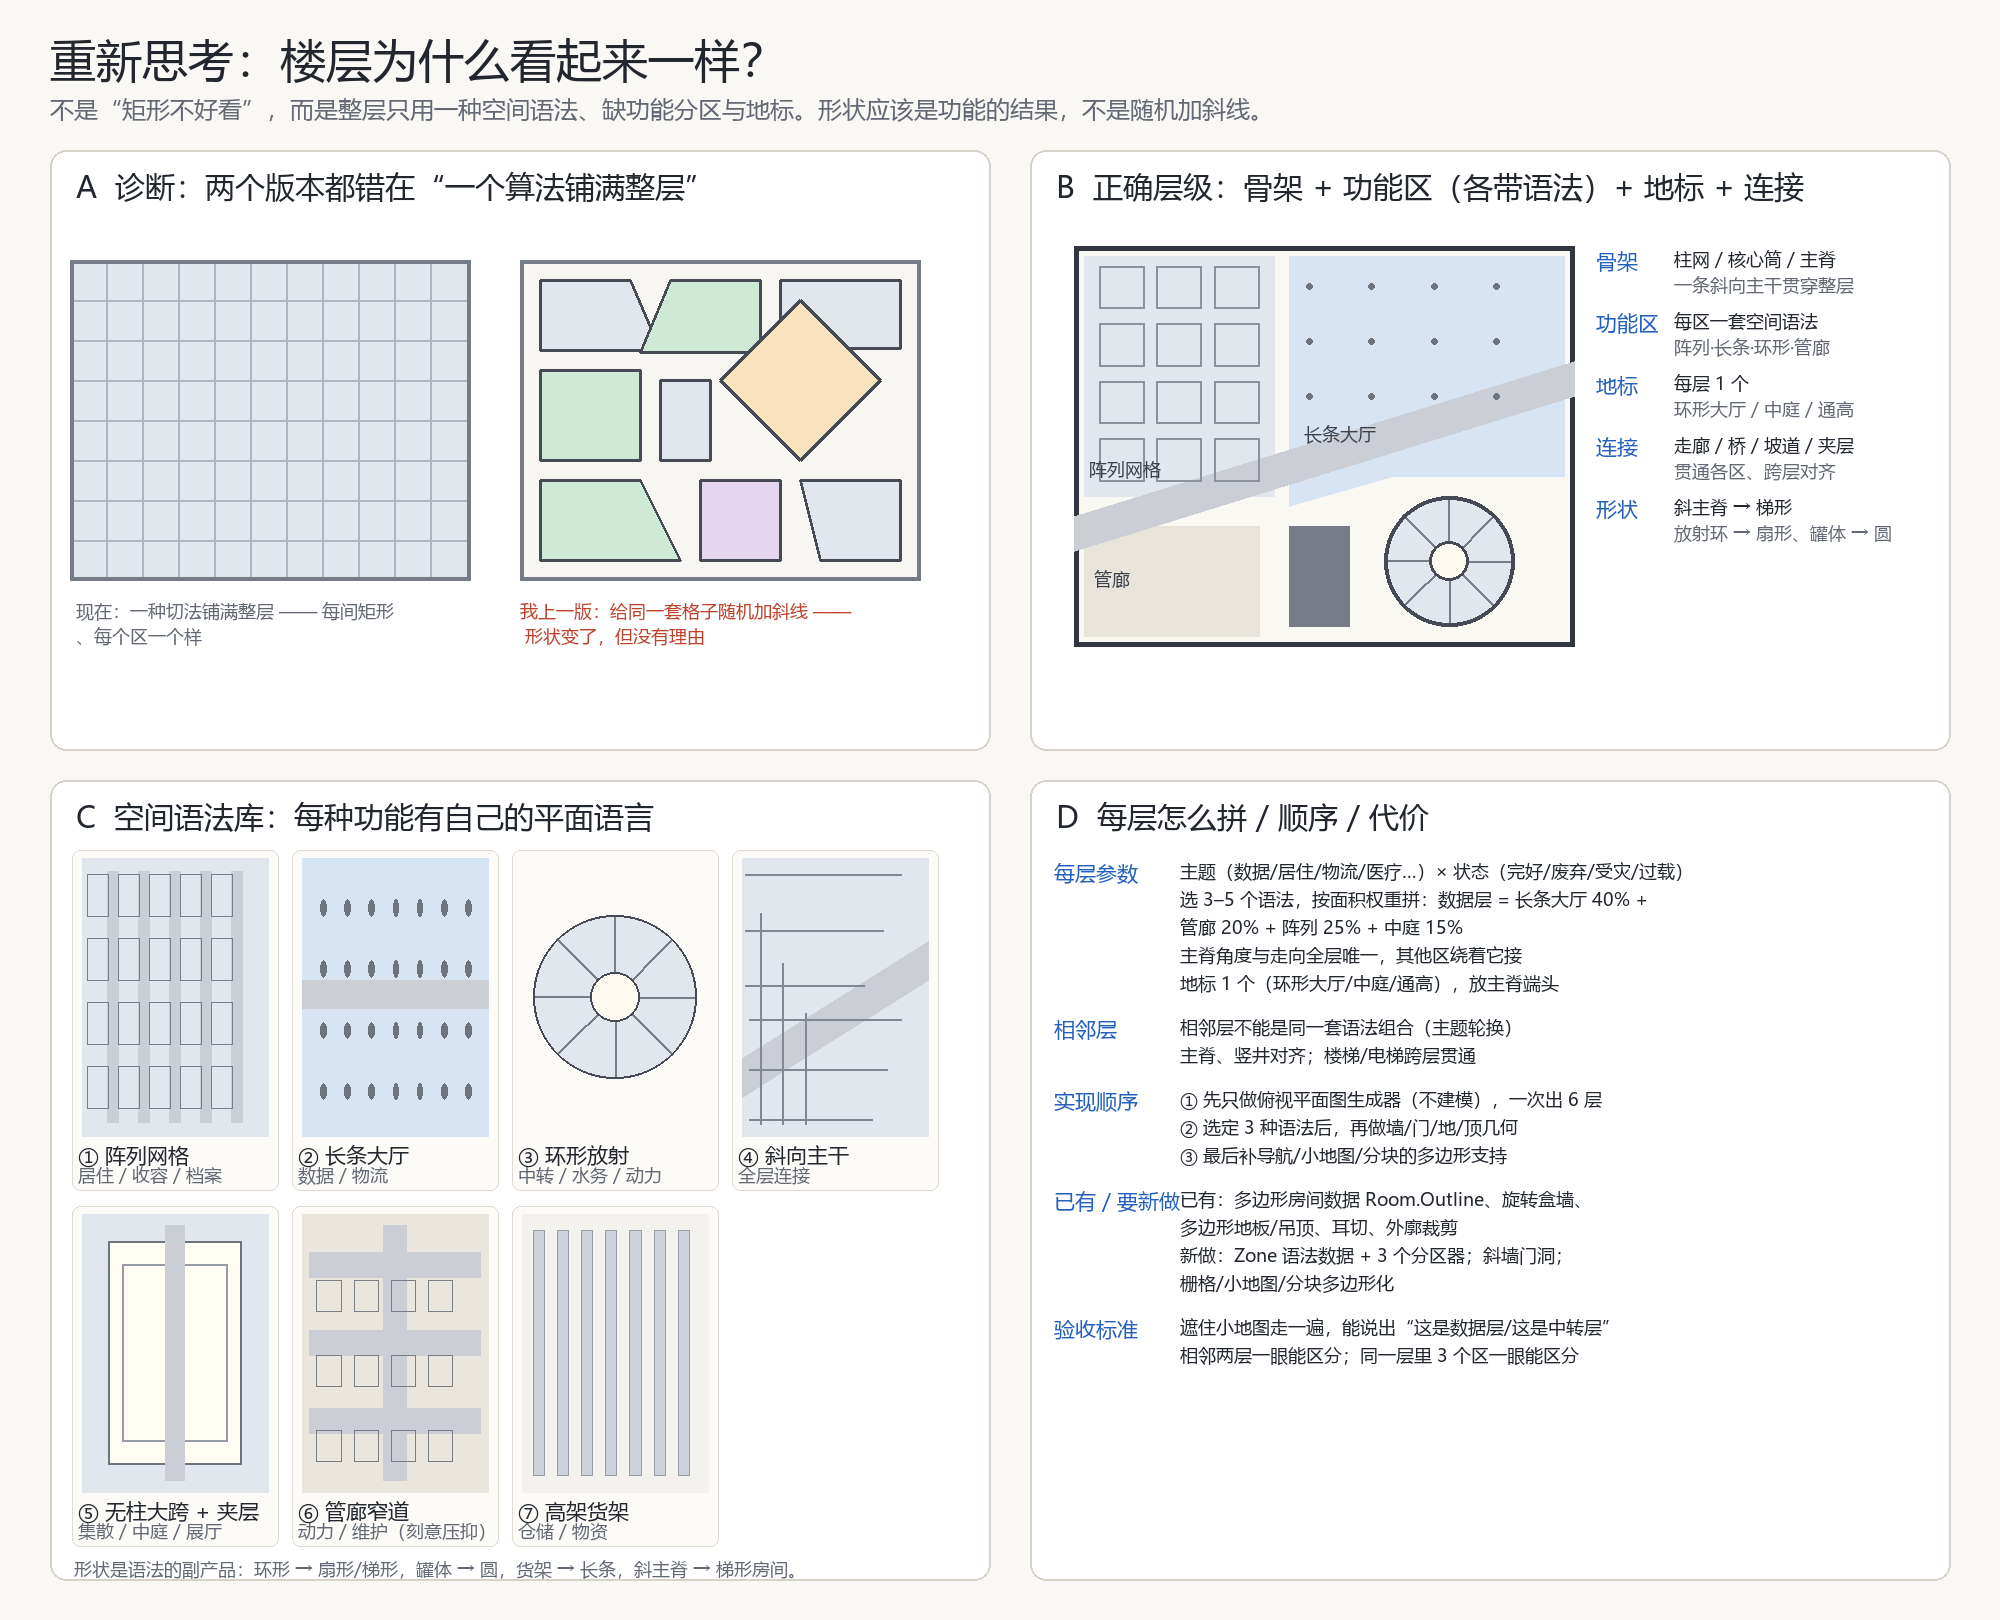 重新思考：楼层为什么看起来一样？
不是“矩形不好看”，而是整层只用一种空间语法、缺功能分区与地标。形状应该是功能的结果，不是随机加斜线。
A 诊断：两个版本都错在“一个算法铺满整层”
现在：一种切法铺满整层 —— 每间矩形
、每个区一个样
我上一版：给同一套格子随机加斜线 ——
形状变了，但没有理由
B 正确层级：骨架 + 功能区（各带语法）+ 地标 + 连接
长条大厅
阵列网格
管廊
骨架 柱网 / 核心筒 / 主脊
一条斜向主干贯穿整层
功能区 每区一套空间语法
阵列·长条·环形·管廊
地标 每层 1 个
环形大厅 / 中庭 / 通高
连接 走廊 / 桥 / 坡道 / 夹层
贯通各区、跨层对齐
形状 斜主脊 → 梯形
放射环 → 扇形、罐体 → 圆
C 空间语法库：每种功能有自己的平面语言
① 阵列网格
居住 / 收容 / 档案
② 长条大厅
数据 / 物流
③ 环形放射
中转 / 水务 / 动力
④ 斜向主干
全层连接
⑤ 无柱大跨 + 夹层
集散 / 中庭 / 展厅
⑥ 管廊窄道
动力 / 维护（刻意压抑）
⑦ 高架货架
仓储 / 物资
形状是语法的副产品：环形 → 扇形/梯形，罐体 → 圆，货架 → 长条，斜主脊 → 梯形房间。
D 每层怎么拼 / 顺序 / 代价
每层参数 主题（数据/居住/物流/医疗...）× 状态（完好/废弃/受灾/过载）
选 3–5 个语法，按面积权重拼：数据层 = 长条大厅 40% +
管廊 20% + 阵列 25% + 中庭 15%
主脊角度与走向全层唯一，其他区绕着它接
地标 1 个（环形大厅/中庭/通高），放主脊端头
相邻层 相邻层不能是同一套语法组合（主题轮换）
主脊、竖井对齐；楼梯/电梯跨层贯通
实现顺序 ① 先只做俯视平面图生成器（不建模），一次出 6 层
② 选定 3 种语法后，再做墙/门/地/顶几何
③ 最后补导航/小地图/分块的多边形支持
已有 / 要新做 已有：多边形房间数据 Room.Outline、旋转盒墙、
多边形地板/吊顶、耳切、外廓裁剪
新做：Zone 语法数据 + 3 个分区器；斜墙门洞；
栅格/小地图/分块多边形化
验收标准 遮住小地图走一遍，能说出“这是数据层/这是中转层”
相邻两层一眼能区分；同一层里 3 个区一眼能区分